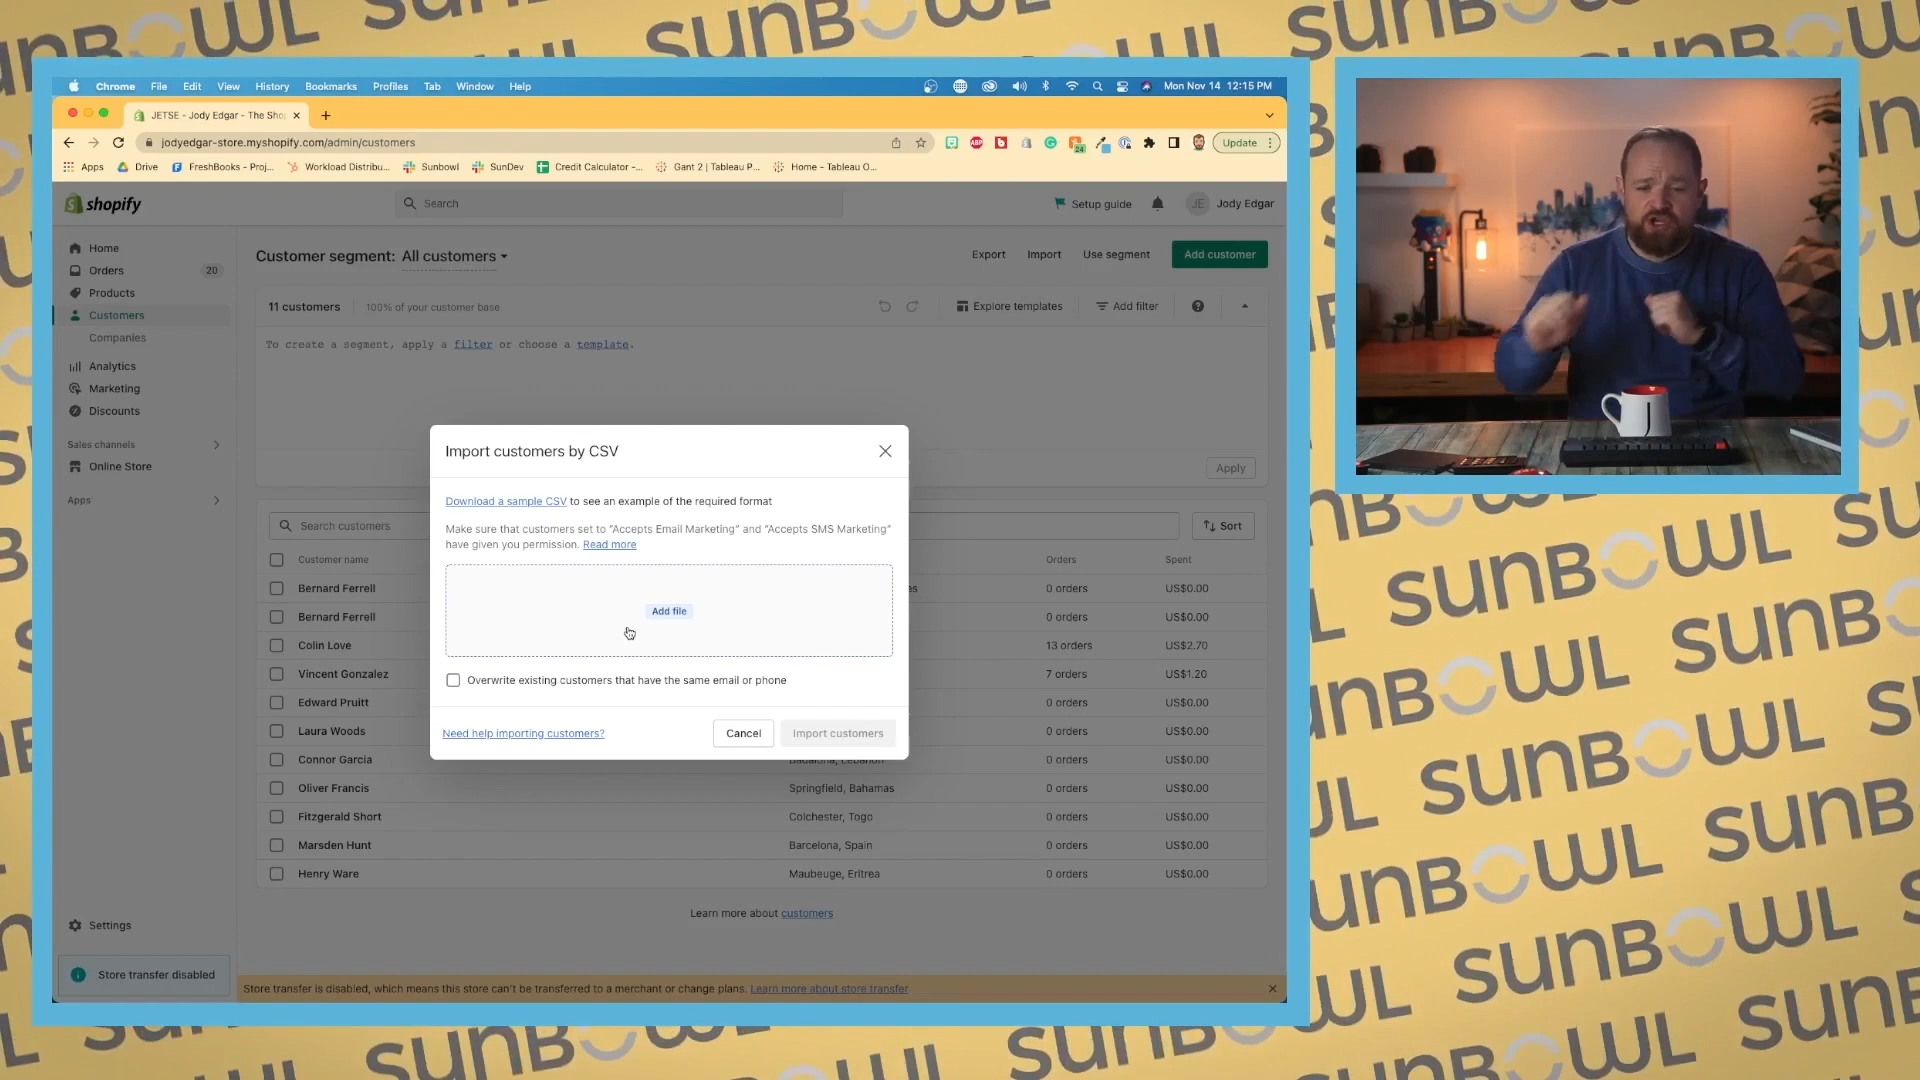 Chrome File Edit View History Bookmarks Profiles Tab Window Help
Mon Nov 14 12:15 PM
JETSE - Jody Edgar - The Sho
jodyedgar-store.myshopify.com/admin/customers
ABP
24
Update
Apps Drive FreshBooks - Proj... Workload Distribu... Sunbowl SunDev Credit Calculator -... Gant 2 | Tableau P... Home - Tableau O...
shopify
Search
Setup guide
JE Jody Edgar
Home
Orders 20
Products
Customers
Companies
Analytics
Marketing
Discounts
Sales channels
Online Store
Apps
Settings
Store transfer disabled
Customer segment: All customers
Export Import Use segment Add customer
11 customers 100% of your customer base
Explore templates Add filter
To create a segment, apply a filter or choose a template.
Apply
Import customers by CSV
Download a sample CSV to see an example of the required format
Make sure that customers set to “Accepts Email Marketing” and “Accepts SMS Marketing”
have given you permission. Read more
Add file
Overwrite existing customers that have the same email or phone
Need help importing customers? Cancel Import customers
Search customers Sort
Customer name Orders Spent
Bernard Ferrell 0 orders US$0.00
Bernard Ferrell 0 orders US$0.00
Colin Love 13 orders US$2.70
Vincent Gonzalez 7 orders US$1.20
Edward Pruitt 0 orders US$0.00
Laura Woods 0 orders US$0.00
Connor Garcia 0 orders US$0.00
Oliver Francis Springfield, Bahamas 0 orders US$0.00
Fitzgerald Short Colchester, Togo 0 orders US$0.00
Marsden Hunt Barcelona, Spain 0 orders US$0.00
Henry Ware Maubeuge, Eritrea 0 orders US$0.00
Learn more about customers
Store transfer is disabled, which means this store can't be transferred to a merchant or change plans. Learn more about store transfer
SUNBOWL
SUNBOWL
SUNBOWL
SUNBOWL
SUNBOWL